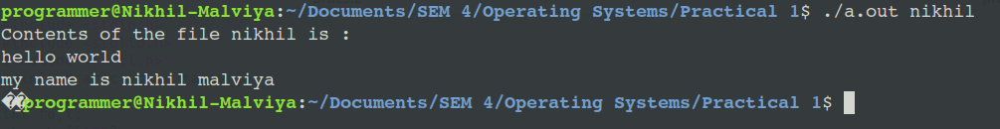 programmer@Nikhil-Malviya:~/Documents/SEM 4/Operating Systems/Practical 1$ ./a.out nikhil
Contents of the file nikhil is :
hello world
my name is nikhil malviya
��programmer@Nikhil-Malviya:~/Documents/SEM 4/Operating Systems/Practical 1$